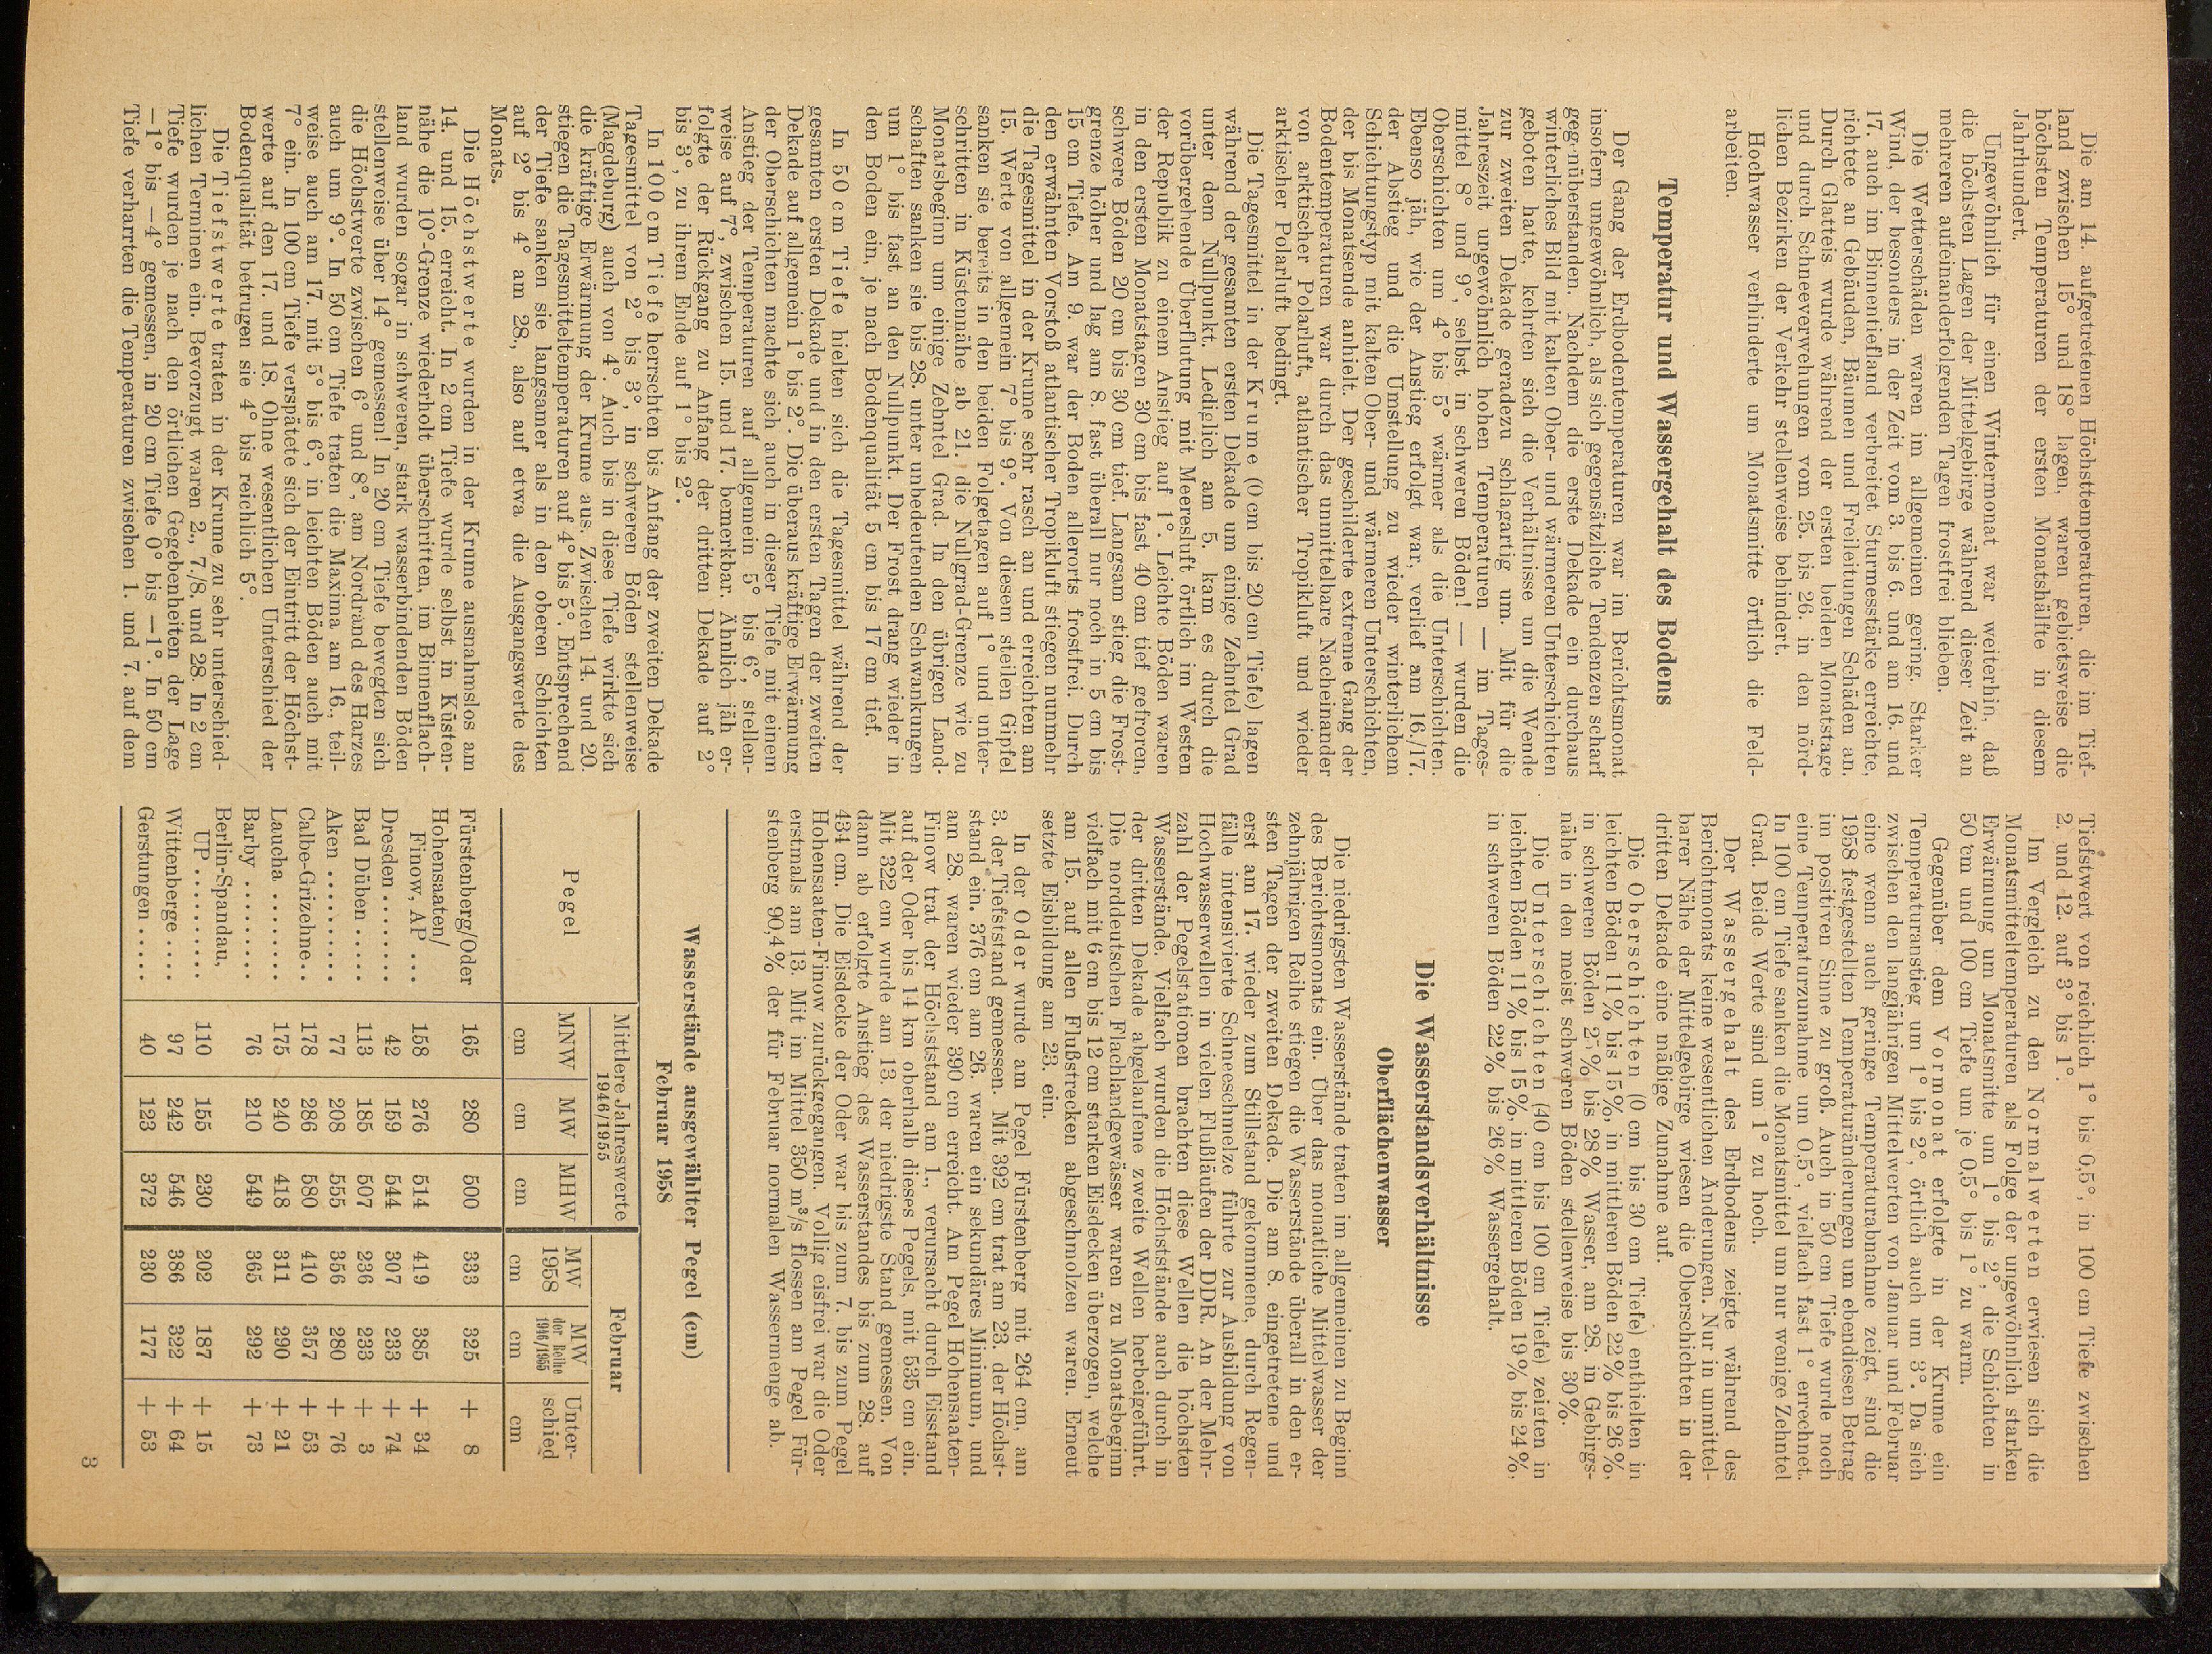 Die am 14. aufgetretenen Höchsttemperaturen, die im Tief-
land zwischen 15° und 18° lagen, waren gebietsweise die
höchsten Temperaturen der ersten Monatshälfte in diesem
Jahrhundert.
Ungewöhnlich für einen Wintermonat war weiterhin, daß
die höchsten Lagen der Mittelgebirge während dieser Zeit an
mehreren aufeinanderfolgenden Tagen frostfrei blieben.
Die Wetterschäden waren im allgemeinen gering. Starker
Wind, der besonders in der Zeit vom 3. bis 6. und am 16. und
17. auch im Binnentiefland verbreitet Sturmesstärke erreichte,
richtete an Gebäuden, Bäumen und Freileitungen Schäden an.
Durch Glatteis wurde während der ersten beiden Monatstage
und durch Schneeverwehungen vom 25. bis 26. in den nörd-
lichen Bezirken der Verkehr stellenweise behindert.
Hochwasser verhinderte um Monatsmitte örtlich die Feld-
arbeiten.
Temperatur und Wassergehalt des Bodens
Der Gang der Erdbodentemperaturen war im Berichtsmonat
insofern ungewöhnlich, als sich gegensätzliche Tendenzen scharf
gegenüberstanden. Nachdem die erste Dekade ein durchaus
winterliches Bild mit kalten Ober- und wärmeren Unterschichten
geboten hatte, kehrten sich die Verhältnisse um die Wende
zur zweiten Dekade geradezu schlagartig um. Mit für die
Jahreszeit ungewöhnlich hohen Temperaturen — im Tages-
mittel 8° und 9°, selbst in schweren Böden! — wurden die
Oberschichten um 4° bis 5° wärmer als die Unterschichten.
Ebenso jäh, wie der Anstieg erfolgt war, verlief am 16./17.
der Abstieg und die Umstellung zu wieder winterlichem
Schichtungstyp mit kalten Ober- und wärmeren Unterschichten,
der bis Monatsende anhielt. Der geschilderte extreme Gang der
Bodentemperaturen war durch das unmittelbare Nacheinander
von arktischer Polarluft, atlantischer Tropikluft und wieder
arktischer Polarluft bedingt.
Die Tagesmittel in der Krume (0 cm bis 20 cm Tiefe) lagen
während der gesamten ersten Dekade um einige Zehntel Grad
unter dem Nullpunkt. Lediglich am 5. kam es durch die
vorübergehende Überflutung mit Meeresluft örtlich im Westen
der Republik zu einem Anstieg auf 1°. Leichte Böden waren
in den ersten Monatstagen 30 cm bis fast 40 cm tief gefroren,
schwere Böden 20 cm bis 30 cm tief. Langsam stieg die Frost-
grenze höher und lag am 8. fast überall nur noch in 5 cm bis
15 cm Tiefe. Am 9. war der Boden allerorts frostfrei. Durch
den erwähnten Vorstoß atlantischer Tropikluft stiegen nunmehr
die Tagesmittel in der Krume sehr rasch an und erreichten am
15. Werte von allgemein 7° bis 9°. Von diesem steilen Gipfel
sanken sie bereits in den beiden Folgetagen auf 1° und unter-
schritten in Küstennähe ab 21. die Nullgrad-Grenze wie zu
Monatsbeginn um einige Zehntel Grad. In den übrigen Land-
schaften sanken sie bis 28. unter unbedeutenden Schwankungen
um 1° bis fast an den Nullpunkt. Der Frost drang wieder in
den Boden ein, je nach Bodenqualität 5 cm bis 17 cm tief.
In 50 cm Tiefe hielten sich die Tagesmittel während der
gesamten ersten Dekade und in den ersten Tagen der zweiten
Dekade auf allgemein 1° bis 2°. Die überaus kräftige Erwärmung
der Oberschichten machte sich auch in dieser Tiefe mit einem
Anstieg der Temperaturen auf allgemein 5° bis 6°, stellen-
weise auf 7°, zwischen 15. und 17. bemerkbar. Ähnlich jäh er-
folgte der Rückgang zu Anfang der dritten Dekade auf 2°
bis 3°, zu ihrem Ende auf 1° bis 2°.
In 100 cm Tiefe herrschten bis Anfang der zweiten Dekade
Tagesmittel von 2° bis 3°, in schweren Böden stellenweise
(Magdeburg) auch von 4°. Auch bis in diese Tiefe wirkte sich
die kräftige Erwärmung der Krume aus. Zwischen 14. und 20.
stiegen die Tagesmitteltemperaturen auf 4° bis 5°. Entsprechend
der Tiefe sanken sie langsamer als in den oberen Schichten
auf 2° bis 4° am 28., also auf etwa die Ausgangswerte des
Monats.
Die Höchstwerte wurden in der Krume ausnahmslos am
14. und 15. erreicht. In 2 cm Tiefe wurde selbst in Küsten-
nähe die 10°-Grenze wiederholt überschritten, im Binnenflach-
land wurden sogar in schweren, stark wasserbindenden Böden
stellenweise über 14° gemessen! In 20 cm Tiefe bewegten sich
die Höchstwerte zwischen 6° und 8°, am Nordrand des Harzes
auch um 9°. In 50 cm Tiefe traten die Maxima am 16., teil-
weise auch am 17. mit 5° bis 6°, in leichten Böden auch mit
7° ein. In 100 cm Tiefe verspätete sich der Eintritt der Höchst-
werte auf den 17. und 18. Ohne wesentlichen Unterschied der
Bodenqualität betrugen sie 4° bis reichlich 5°.
Die Tiefstwerte traten in der Krume zu sehr unterschied-
lichen Terminen ein. Bevorzugt waren 2., 7./8. und 28. In 2 cm
Tiefe wurden je nach den örtlichen Gegebenheiten der Lage
—1° bis —4° gemessen, in 20 cm Tiefe 0° bis —1°. In 50 cm
Tiefe verharrten die Temperaturen zwischen 1. und 7. auf dem
Tiefstwert von reichlich 1° bis 0,5°, in 100 cm Tiefe zwischen
2. und 12. auf 3° bis 1°.
Im Vergleich zu den Normalwerten erwiesen sich die
Monatsmitteltemperaturen als Folge der ungewöhnlich starken
Erwärmung um Monatsmitte um 1° bis 2°, die Schichten in
50 cm und 100 cm Tiefe um je 0,5° bis 1° zu warm.
Gegenüber dem Vormonat erfolgte in der Krume ein
Temperaturanstieg um 1° bis 2°, örtlich auch um 3°. Da sich
zwischen den langjährigen Mittelwerten von Januar und Februar
eine wenn auch geringe Temperaturabnahme zeigt, sind die
1958 festgestellten Temperaturänderungen um ebendiesen Betrag
im positiven Sinne zu groß. Auch in 50 cm Tiefe wurde noch
eine Temperaturzunahme um 0,5°, vielfach fast 1° errechnet.
In 100 cm Tiefe sanken die Monatsmittel um nur wenige Zehntel
Grad. Beide Werte sind um 1° zu hoch.
Der Wassergehalt des Erdbodens zeigte während des
Berichtmonats keine wesentlichen Änderungen. Nur in unmittel-
barer Nähe der Mittelgebirge wiesen die Oberschichten in der
dritten Dekade eine mäßige Zunahme auf.
Die Oberschichten (0 cm bis 30 cm Tiefe) enthielten in
leichten Böden 11% bis 15%, in mittleren Böden 22% bis 26%,
in schweren Böden 25% bis 28% Wasser, am 28. in Gebirgs-
nähe in den meist schweren Böden stellenweise bis 30%.
Die Unterschichten (40 cm bis 100 cm Tiefe) zeigten in
leichten Böden 11% bis 15%, in mittleren Böden 19% bis 24%,
in schweren Böden 22% bis 26% Wassergehalt.
Die Wasserstandsverhältnisse
Oberflächenwasser
Die niedrigsten Wasserstände traten im allgemeinen zu Beginn
des Berichtsmonats ein. Über das monatliche Mittelwasser der
zehnjährigen Reihe stiegen die Wasserstände überall in den er-
sten Tagen der zweiten Dekade. Die am 8. eingetretene und
erst am 17. wieder zum Stillstand gekommene, durch Regen-
fälle intensivierte Schneeschmelze führte zur Ausbildung von
Hochwasserwellen in vielen Flußläufen der DDR. An der Mehr-
zahl der Pegelstationen brachten diese Wellen die höchsten
Wasserstände. Vielfach wurden die Höchststände auch durch in
der dritten Dekade abgelaufene zweite Wellen herbeigeführt.
Die norddeutschen Flachlandgewässer waren zu Monatsbeginn
vielfach mit 6 cm bis 12 cm starken Eisdecken überzogen, welche
am 15. auf allen Flußstrecken abgeschmolzen waren. Erneut
setzte Eisbildung am 23. ein.
In der Oder wurde am Pegel Fürstenberg mit 264 cm, am
3. der Tiefststand gemessen. Mit 392 cm trat am 23. der Höchst-
stand ein. 376 cm am 26. waren ein sekundäres Minimum, und
am 28. waren wieder 390 cm erreicht. Am Pegel Hohensaaten-
Finow trat der Höchststand am 1., verursacht durch Eisstand
auf der Oder bis 14 km oberhalb dieses Pegels, mit 535 cm ein.
Mit 322 cm wurde am 13. der niedrigste Stand gemessen. Von
dann ab erfolgte Anstieg des Wasserstandes bis zum 28. auf
434 cm. Die Eisdecke der Oder war bis zum 7. bis zum Pegel
Hohensaaten-Finow zurückgegangen. Völlig eisfrei war die Oder
erstmals am 13. Mit im Mittel 350 m³/s flossen am Pegel Für-
stenberg 90,4% der für Februar normalen Wassermenge ab.
Wasserstände ausgewählter Pegel (cm)
Februar 1958
Pegel Mittlere Jahreswerte 1946/1955 Februar
MNW MW MHW MW 1958 MW der Reihe 1946/1955 Unter-schied
cm cm cm cm cm cm
Fürstenberg/Oder 165 280 500 333 325 + 8
Hohensaaten/
Finow, AP ... 158 276 514 419 385 + 34
Dresden ........ 42 159 544 307 233 + 74
Bad Düben ...... 113 185 507 236 233 + 3
Aken .......... 77 208 555 356 280 + 76
Calbe-Grizehne.. 178 286 580 410 357 + 53
Laucha ......... 175 240 418 311 290 + 21
Barby .......... 76 210 549 365 292 + 73
Berlin-Spandau,
UP .......... 110 155 230 202 187 + 15
Wittenberge .... 97 242 546 386 322 + 64
Gerstungen ..... 40 123 372 230 177 + 53
3